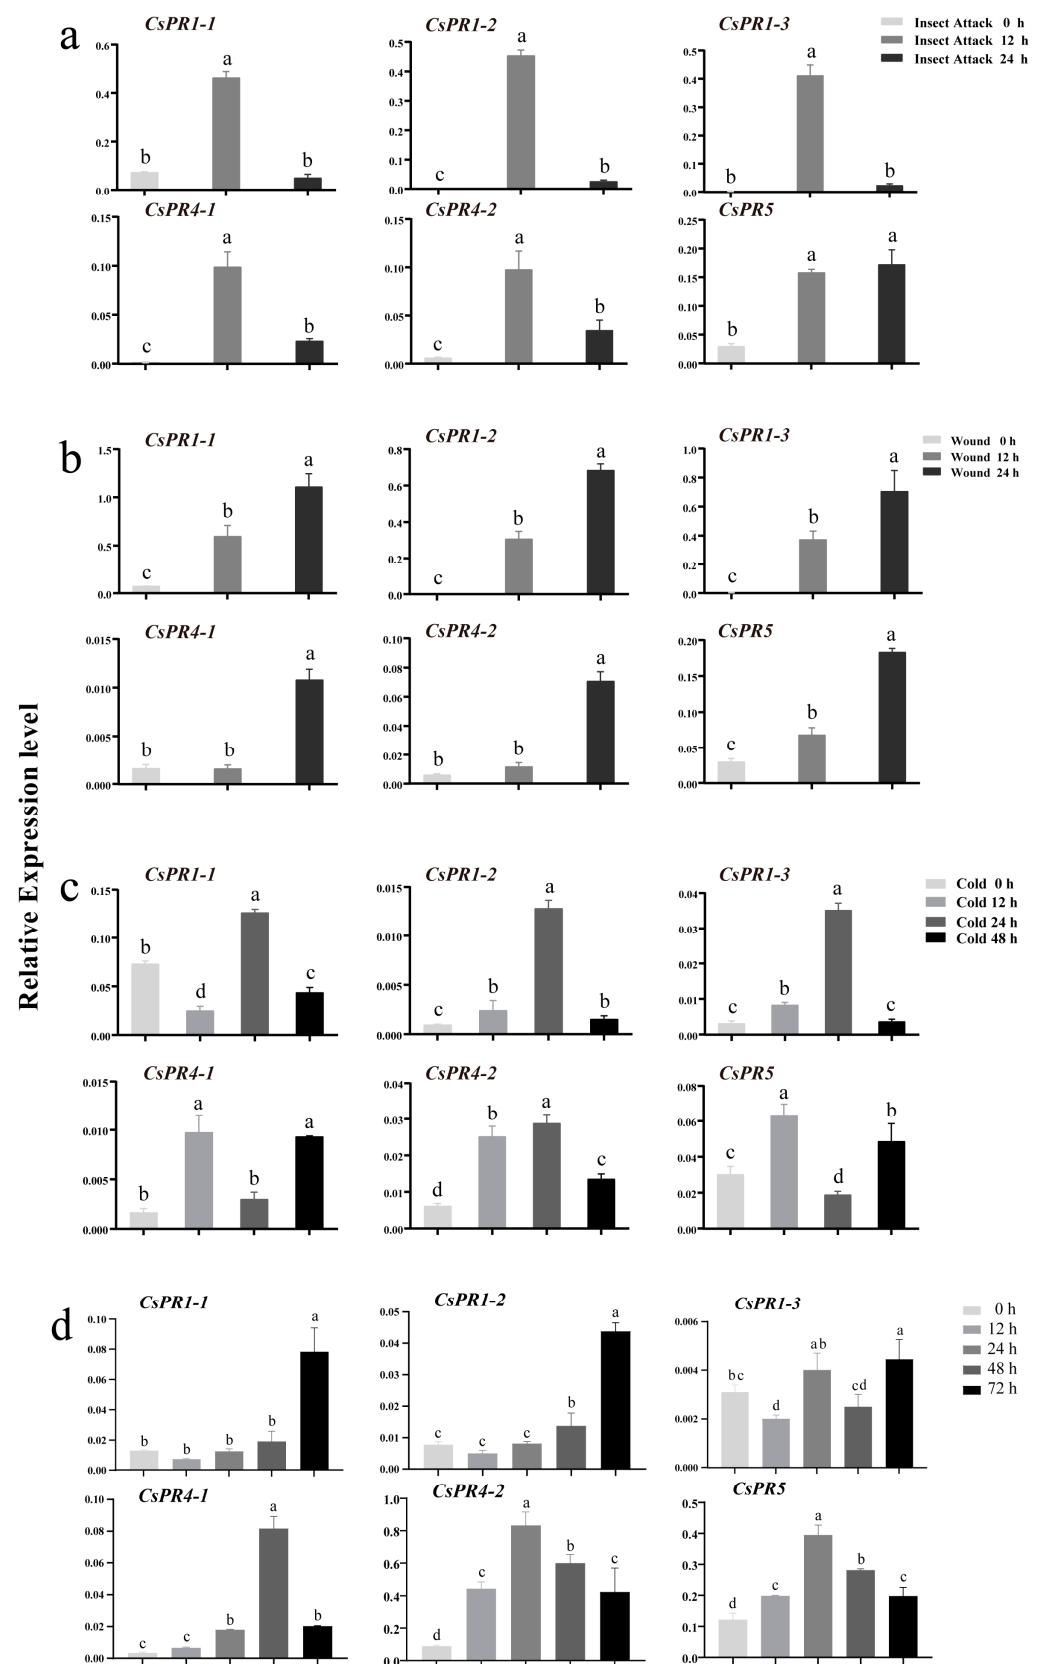 a
CsPR1-1 CsPR1-2 CsPR1-3
Insect Attack 0 h
Insect Attack 12 h
Insect Attack 24 h
0.6 0.4 0.2 0.0
b a b
0.5 0.4 0.3 0.2 0.1 0.0
c a b
0.5 0.4 0.3 0.2 0.1 0.0
b a b
CsPR4-1 CsPR4-2 CsPR5
0.15 0.10 0.05 0.00
c a b
0.15 0.10 0.05 0.00
c a b
0.25 0.20 0.15 0.10 0.05 0.00
b a a
b
CsPR1-1 CsPR1-2 CsPR1-3
Wound 0 h
Wound 12 h
Wound 24 h
1.5 1.0 0.5 0.0
c b a
0.8 0.6 0.4 0.2 0.0
c b a
1.0 0.8 0.6 0.4 0.2 0.0
c b a
CsPR4-1 CsPR4-2 CsPR5
0.015 0.010 0.005 0.000
b b a
0.10 0.08 0.06 0.04 0.02 0.00
b b a
0.20 0.15 0.10 0.05 0.00
c b a
Relative Expression level
c
CsPR1-1 CsPR1-2 CsPR1-3
Cold 0 h
Cold 12 h
Cold 24 h
Cold 48 h
0.15 0.10 0.05 0.00
b d a c
0.015 0.010 0.005 0.000
c b a b
0.04 0.03 0.02 0.01 0.00
c b a c
CsPR4-1 CsPR4-2 CsPR5
0.015 0.010 0.005 0.000
b a b a
0.04 0.03 0.02 0.01 0.00
d b a c
0.08 0.06 0.04 0.02 0.00
c a d b
d
CsPR1-1 CsPR1-2 CsPR1-3
0 h
12 h
24 h
48 h
72 h
0.10 0.08 0.06 0.04 0.02 0.00
b b b b a
0.05 0.04 0.03 0.02 0.01 0.00
c c c b a
0.006 0.004 0.002 0.000
bc d ab cd a
CsPR4-1 CsPR4-2 CsPR5
0.10 0.08 0.06 0.04 0.02 0.00
c c b a b
1.0 0.8 0.6 0.4 0.2 0.0
d c a b c
0.5 0.4 0.3 0.2 0.1 0.0
d c a b c